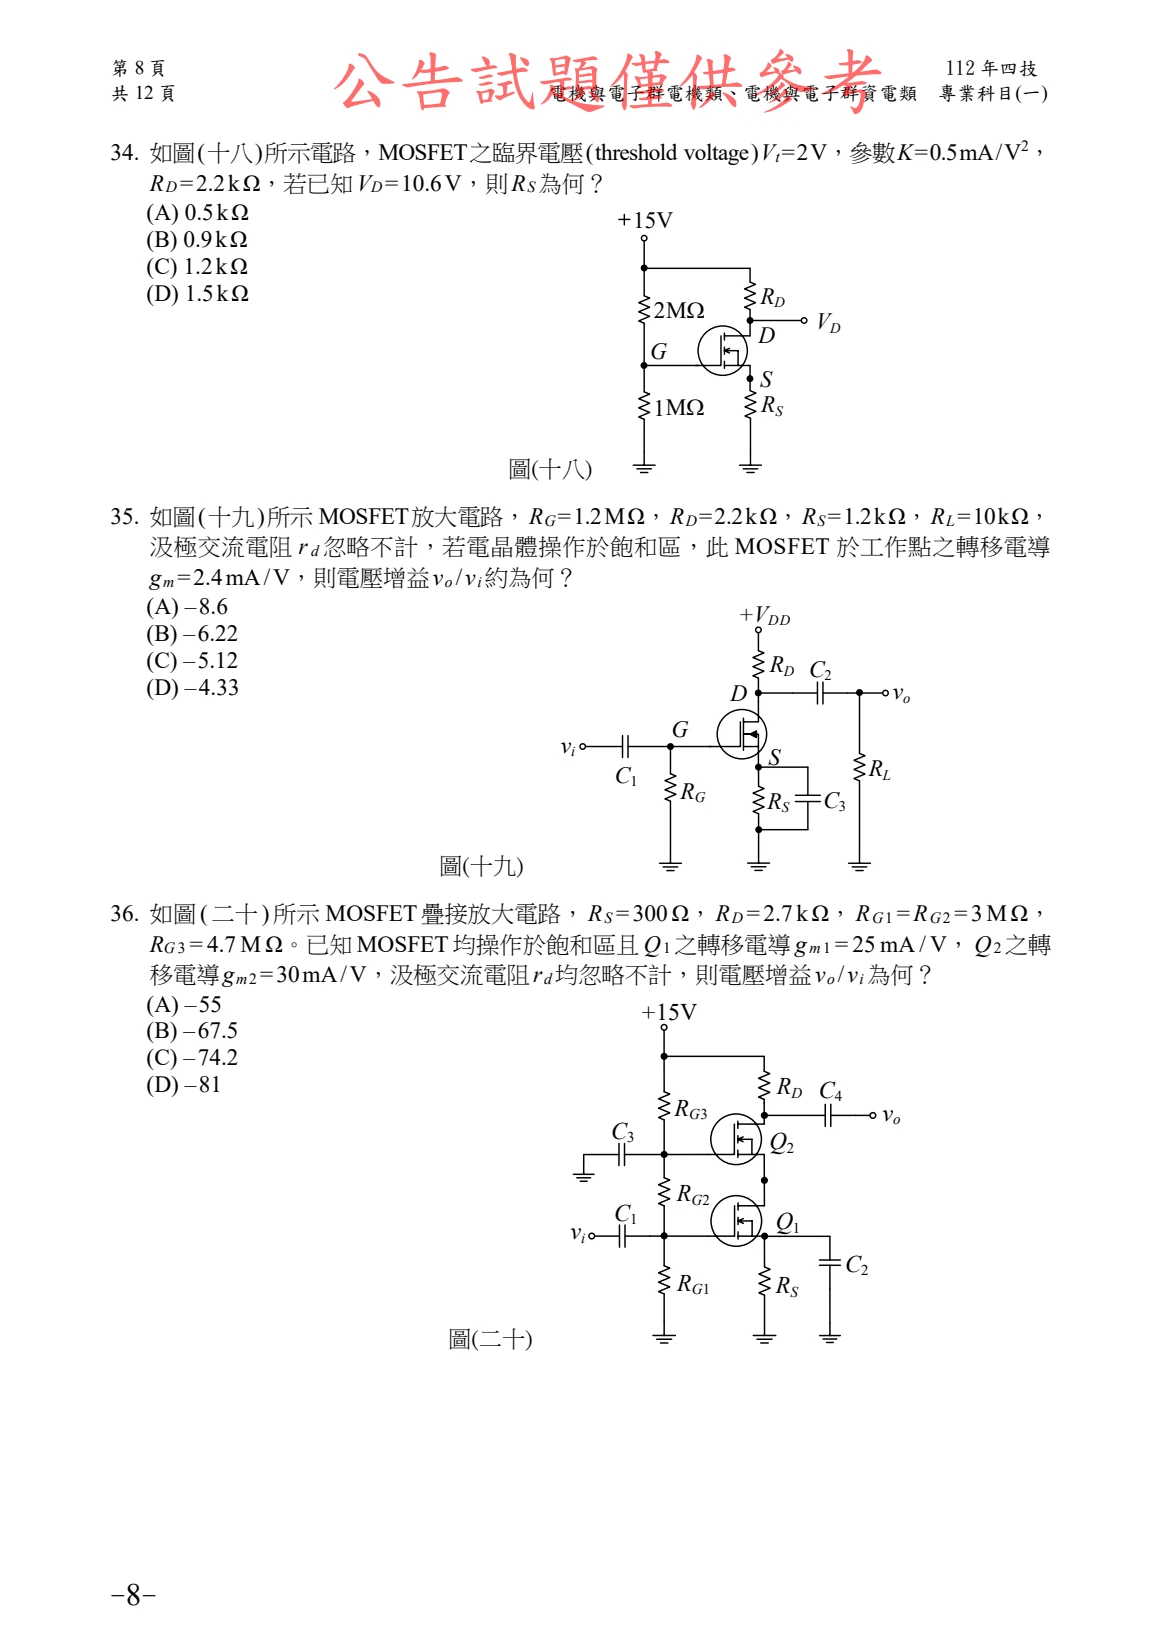 第 8 頁
共 12 頁
公告試題僅供參考
112 年四技
電機與電子群電機類、電機與電子群資電類 專業科目(一)
34. 如圖(十八)所示電路，MOSFET之臨界電壓(threshold voltage)Vt=2V，參數K=0.5mA/V²，
RD=2.2kΩ，若已知 VD=10.6V，則RS為何？
(A) 0.5kΩ
(B) 0.9kΩ
(C) 1.2kΩ
(D) 1.5kΩ
+15V
RD
2MΩ
VD
D
G
S
1MΩ
RS
圖(十八)
35. 如圖(十九)所示 MOSFET放大電路，RG=1.2MΩ，RD=2.2kΩ，RS=1.2kΩ，RL=10kΩ，
汲極交流電阻 rd忽略不計，若電晶體操作於飽和區，此 MOSFET 於工作點之轉移電導
gm=2.4mA/V，則電壓增益vo/vi約為何？
(A) –8.6
(B) –6.22
(C) –5.12
(D) –4.33
+VDD
RD
C2
D
vo
G
vi
S
C1
RG
RL
RS
C3
圖(十九)
36. 如圖(二十)所示 MOSFET疊接放大電路，RS=300Ω，RD=2.7kΩ，RG1=RG2=3MΩ，
RG3=4.7MΩ。已知 MOSFET均操作於飽和區且Q1之轉移電導gm1=25mA/V，Q2之轉
移電導gm2=30mA/V，汲極交流電阻rd均忽略不計，則電壓增益vo/vi為何？
(A) –55
(B) –67.5
(C) –74.2
(D) –81
+15V
RD
C4
RG3
vo
C3
Q2
RG2
C1
Q1
vi
C2
RG1
RS
圖(二十)
–8–